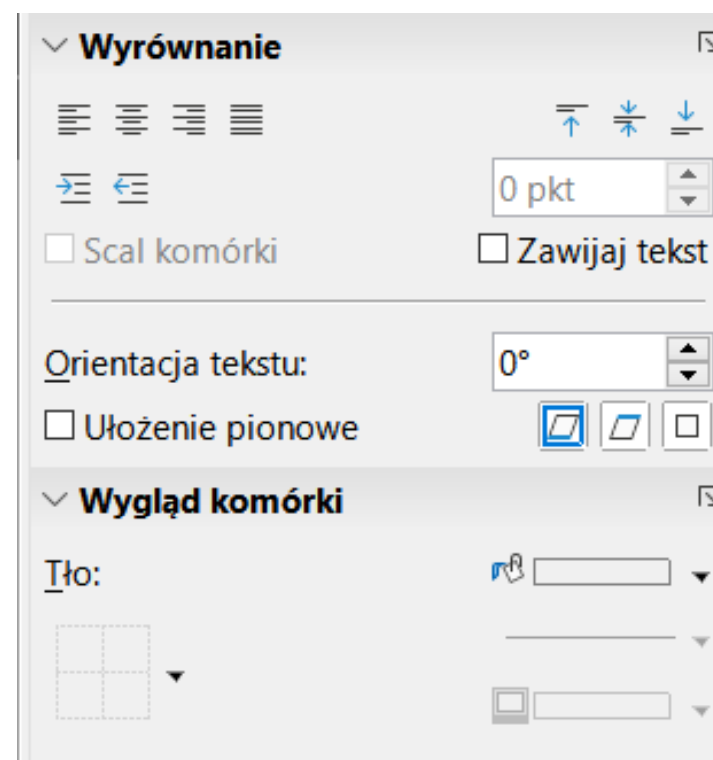 Wyrównanie
0 pkt
Scal komórki Zawijaj tekst
Orientacja tekstu: 0°
Ułożenie pionowe
Wygląd komórki
Tło: